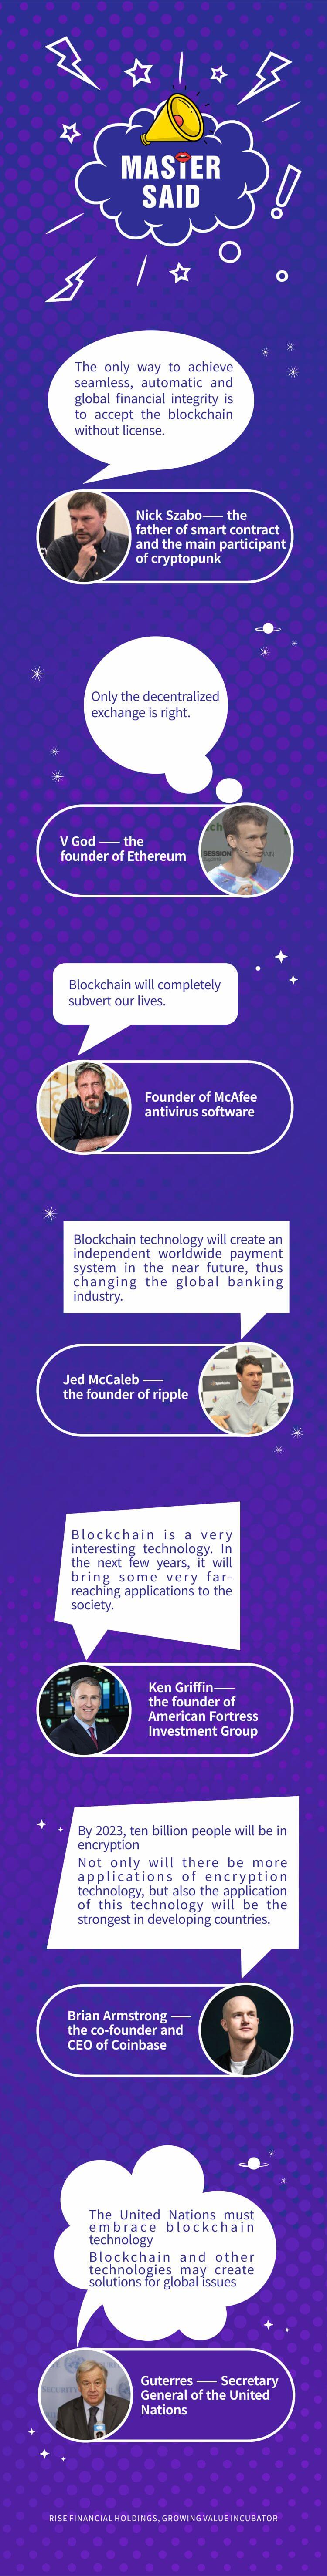 MASTER
SAID
The only way to achieve
seamless, automatic and
global financial integrity is
to accept the blockchain
without license.
Nick Szabo—— the
father of smart contract
and the main participant
of cryptopunk
Only the decentralized
exchange is right.
V God —— the
founder of Ethereum
SESSION
Blockchain will completely
subvert our lives.
Founder of McAfee
antivirus software
Blockchain technology will create an
independent worldwide payment
system in the near future, thus
changing the global banking
industry.
Jed McCaleb ——
the founder of ripple
Blockchain is a very
interesting technology. In
the next few years, it will
bring some very far-
reaching applications to the
society.
Ken Griffin——
the founder of
American Fortress
Investment Group
By 2023, ten billion people will be in
encryption
Not only will there be more
applications of encryption
technology, but also the application
of this technology will be the
strongest in developing countries.
Brian Armstrong ——
the co-founder and
CEO of Coinbase
The United Nations must
embrace blockchain
technology
Blockchain and other
technologies may create
solutions for global issues
Guterres —— Secretary
General of the United
Nations
RISE FINANCIAL HOLDINGS, GROWING VALUE INCUBATOR